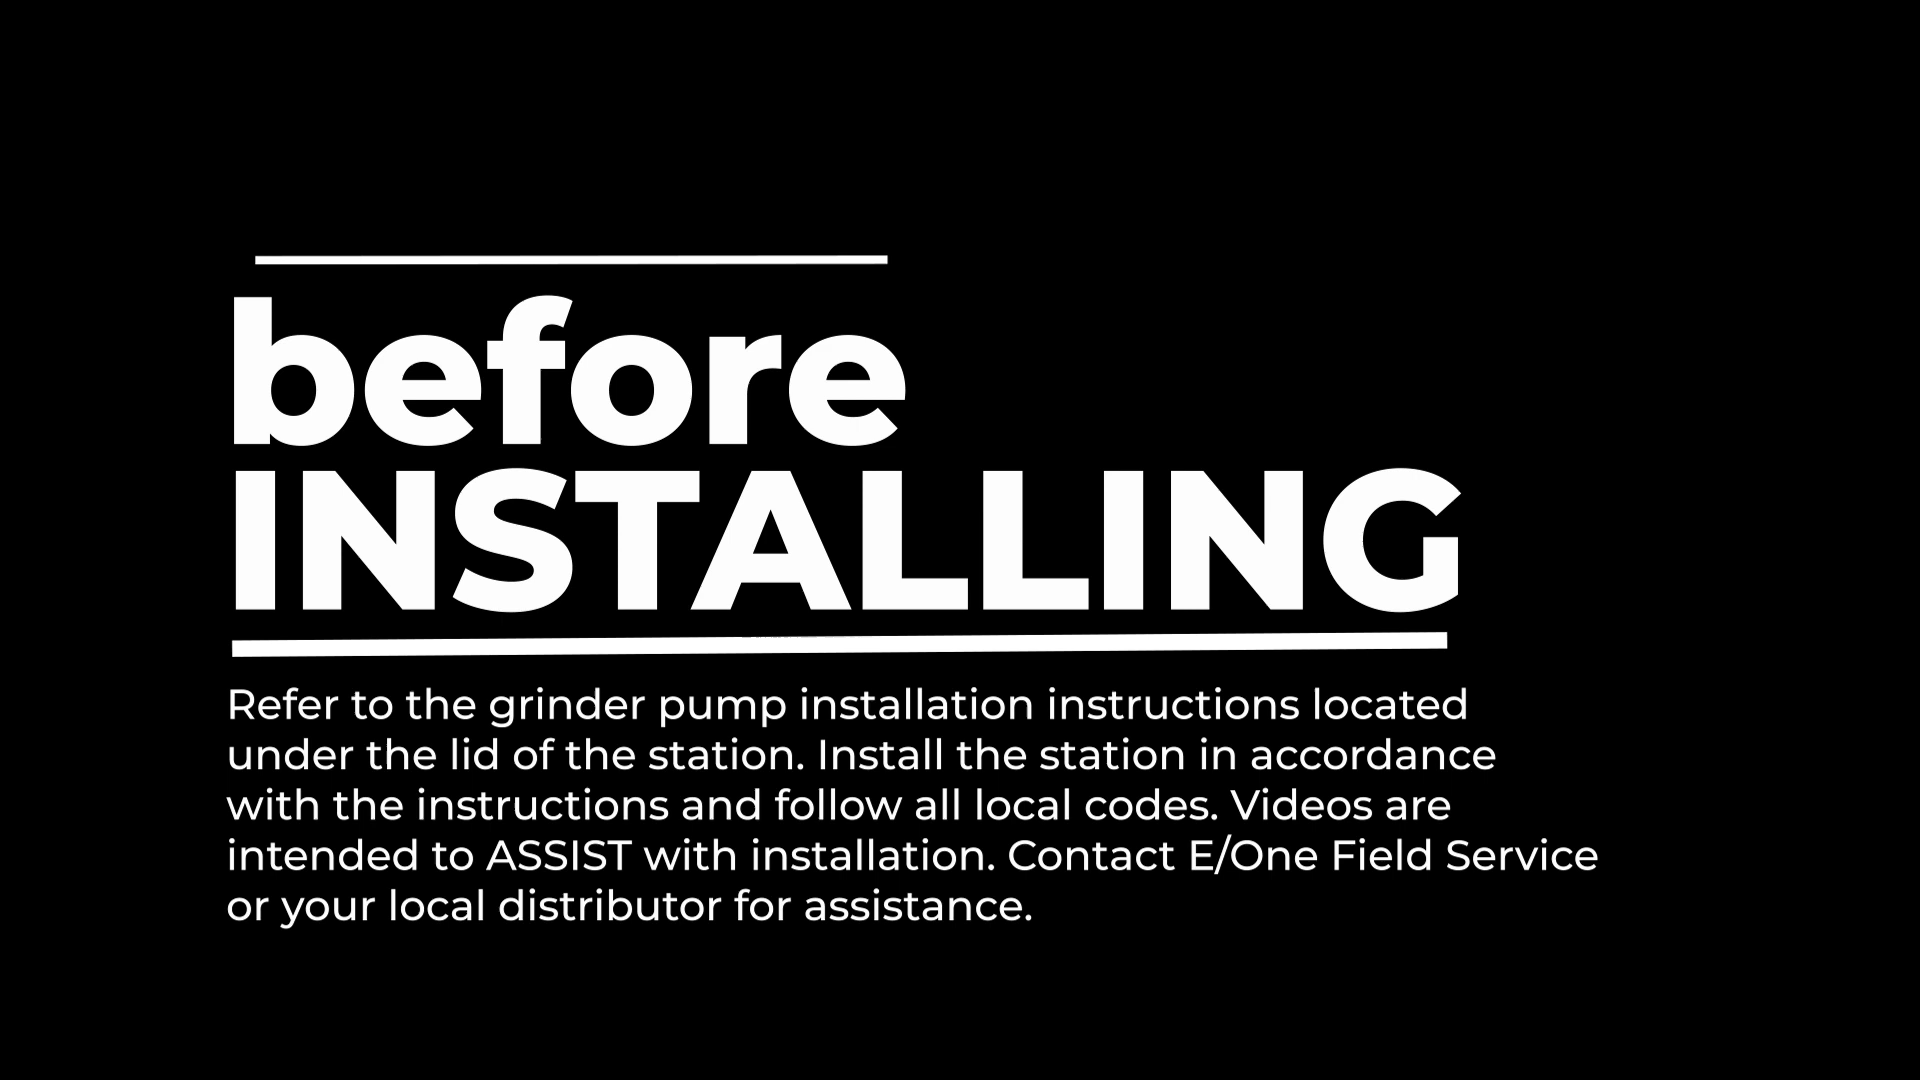 before
INSTALLING
Refer to the grinder pump installation instructions located
under the lid of the station. Install the station in accordance
with the instructions and follow all local codes. Videos are
intended to ASSIST with installation. Contact E/One Field Service
or your local distributor for assistance.